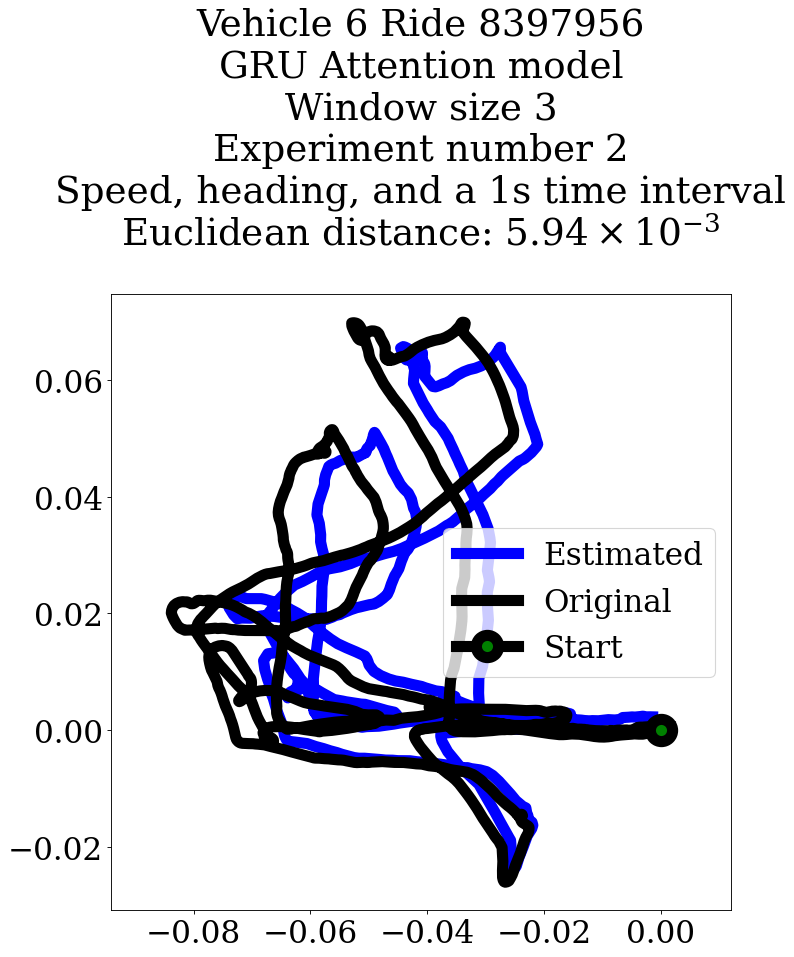 Vehicle 6 Ride 8397956
GRU Attention model
Window size 3
Experiment number 2
Speed, heading, and a 1s time interval
Euclidean distance: 5.94 × 10⁻³
0.06
0.04
0.02
0.00
−0.02
Estimated
Original
Start
−0.08 −0.06 −0.04 −0.02 0.00